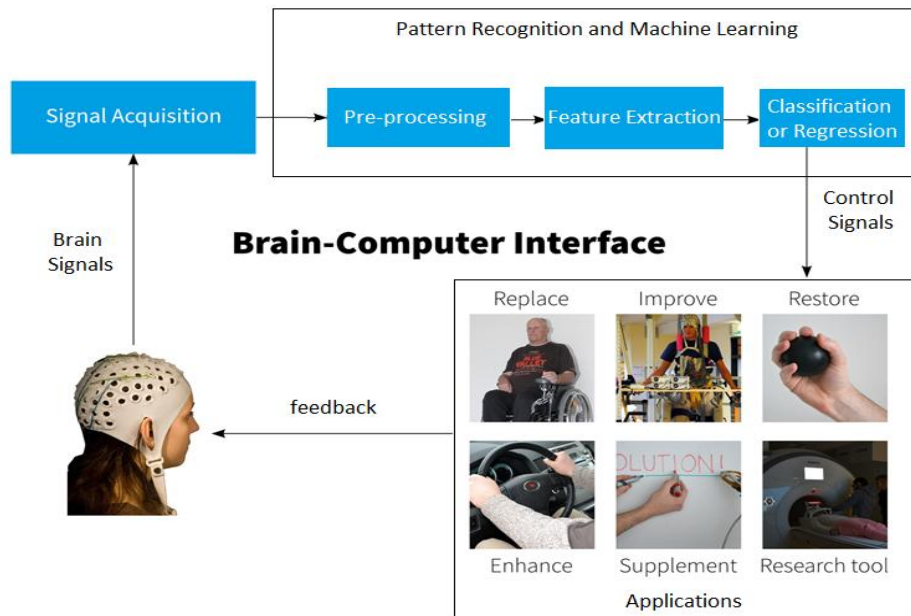 Pattern Recognition and Machine Learning
Signal Acquisition
Pre-processing
Feature Extraction
Classification
or Regression
Brain
Signals
Control
Signals
Brain-Computer Interface
Replace
Improve
Restore
feedback
OLUTION!
Enhance
Supplement
Research tool
Applications